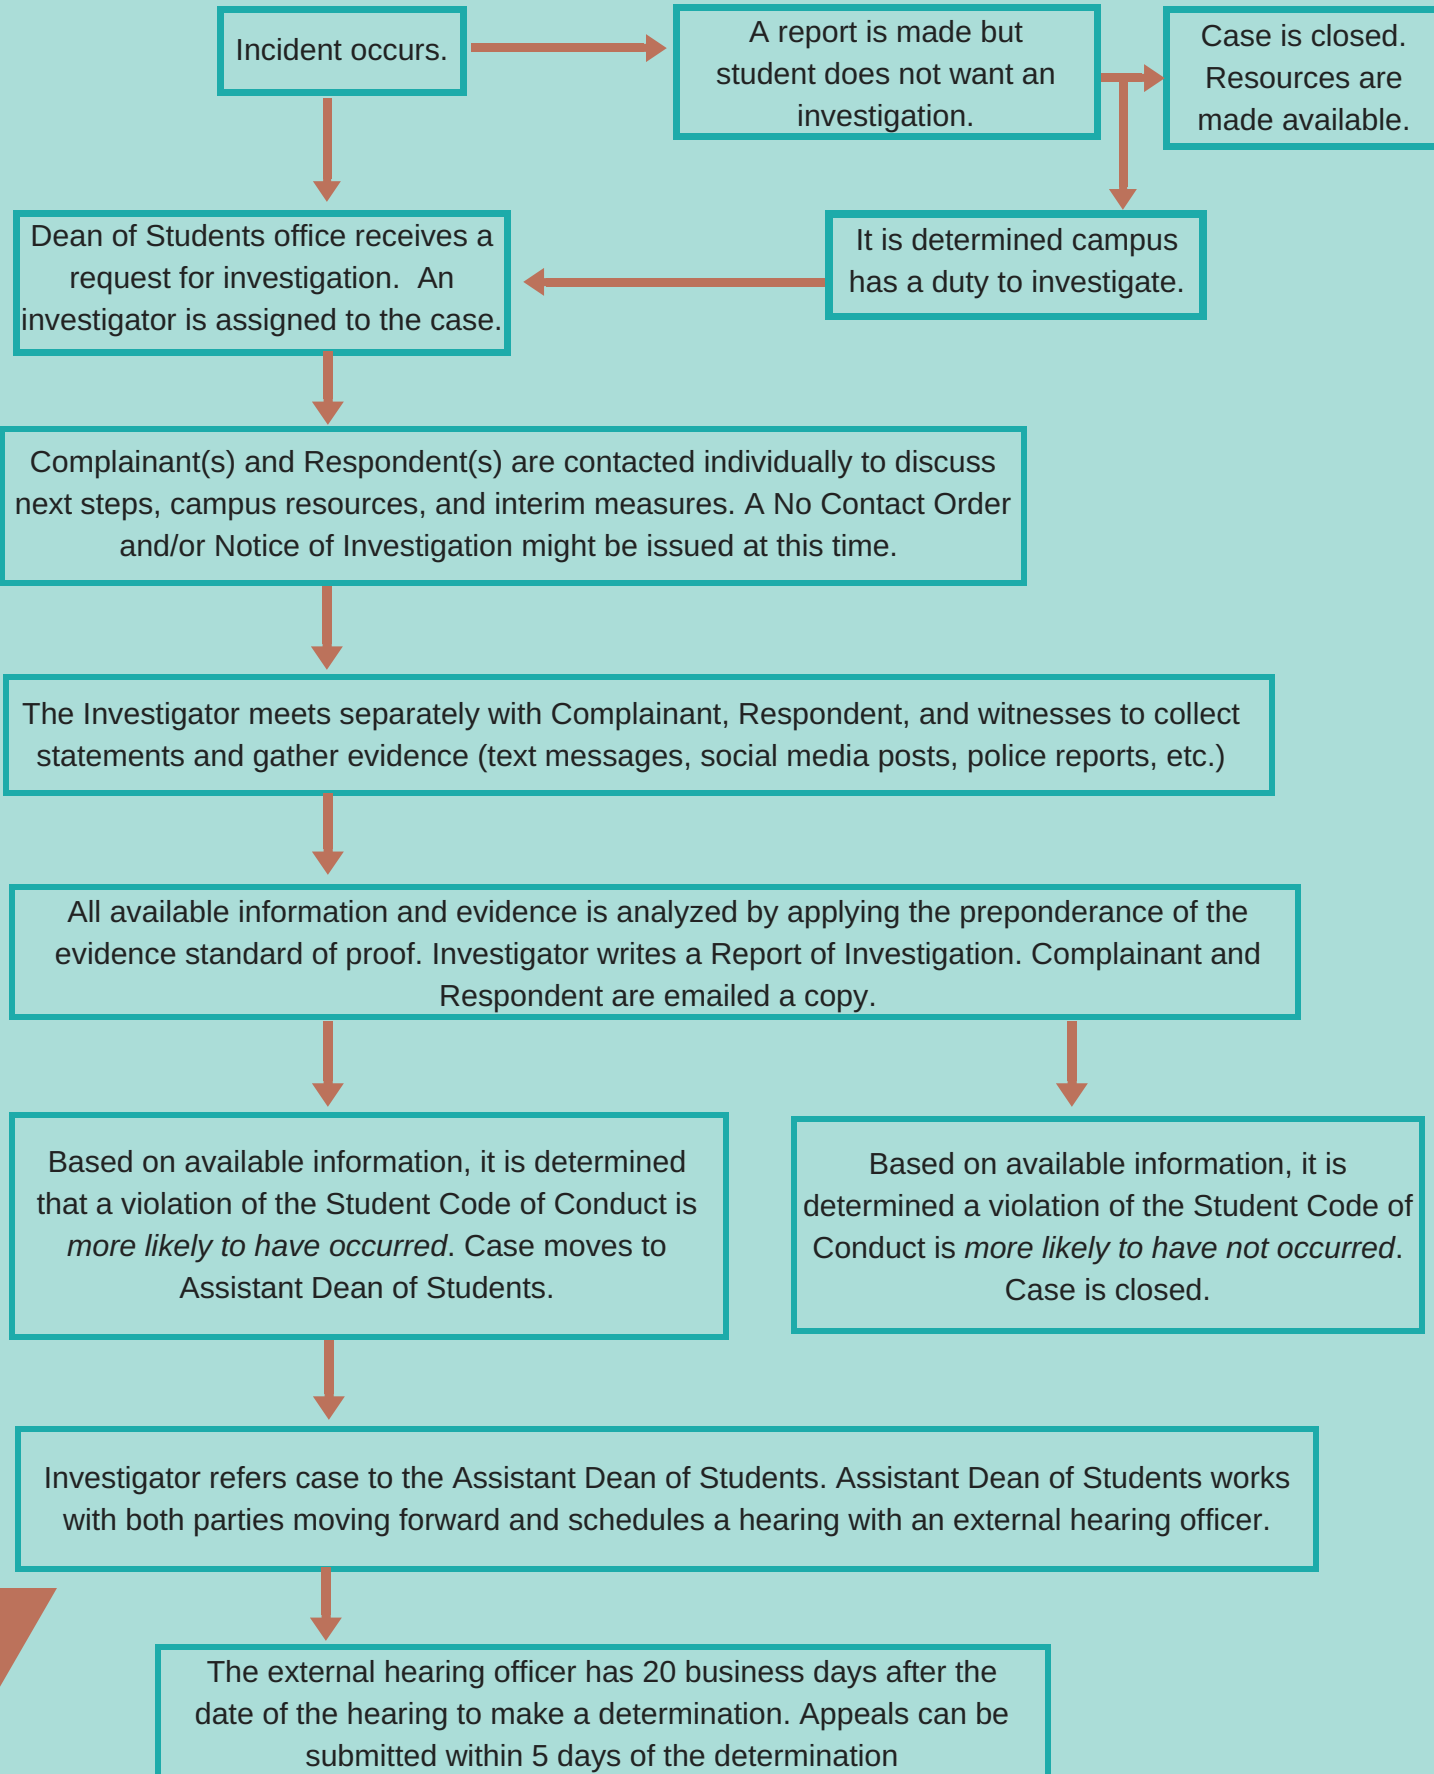 Incident occurs.
A report is made but
student does not want an
investigation.
Case is closed.
Resources are
made available.
Dean of Students office receives a
request for investigation.  An
investigator is assigned to the case.
It is determined campus
has a duty to investigate.
Complainant(s) and Respondent(s) are contacted individually to discuss
next steps, campus resources, and interim measures. A No Contact Order
and/or Notice of Investigation might be issued at this time.
The Investigator meets separately with Complainant, Respondent, and witnesses to collect
statements and gather evidence (text messages, social media posts, police reports, etc.)
All available information and evidence is analyzed by applying the preponderance of the
evidence standard of proof. Investigator writes a Report of Investigation. Complainant and
Respondent are emailed a copy.
Based on available information, it is determined
that a violation of the Student Code of Conduct is
more likely to have occurred. Case moves to
Assistant Dean of Students.
Based on available information, it is
determined a violation of the Student Code of
Conduct is more likely to have not occurred.
Case is closed.
Investigator refers case to the Assistant Dean of Students. Assistant Dean of Students works
with both parties moving forward and schedules a hearing with an external hearing officer.
The external hearing officer has 20 business days after the
date of the hearing to make a determination. Appeals can be
submitted within 5 days of the determination